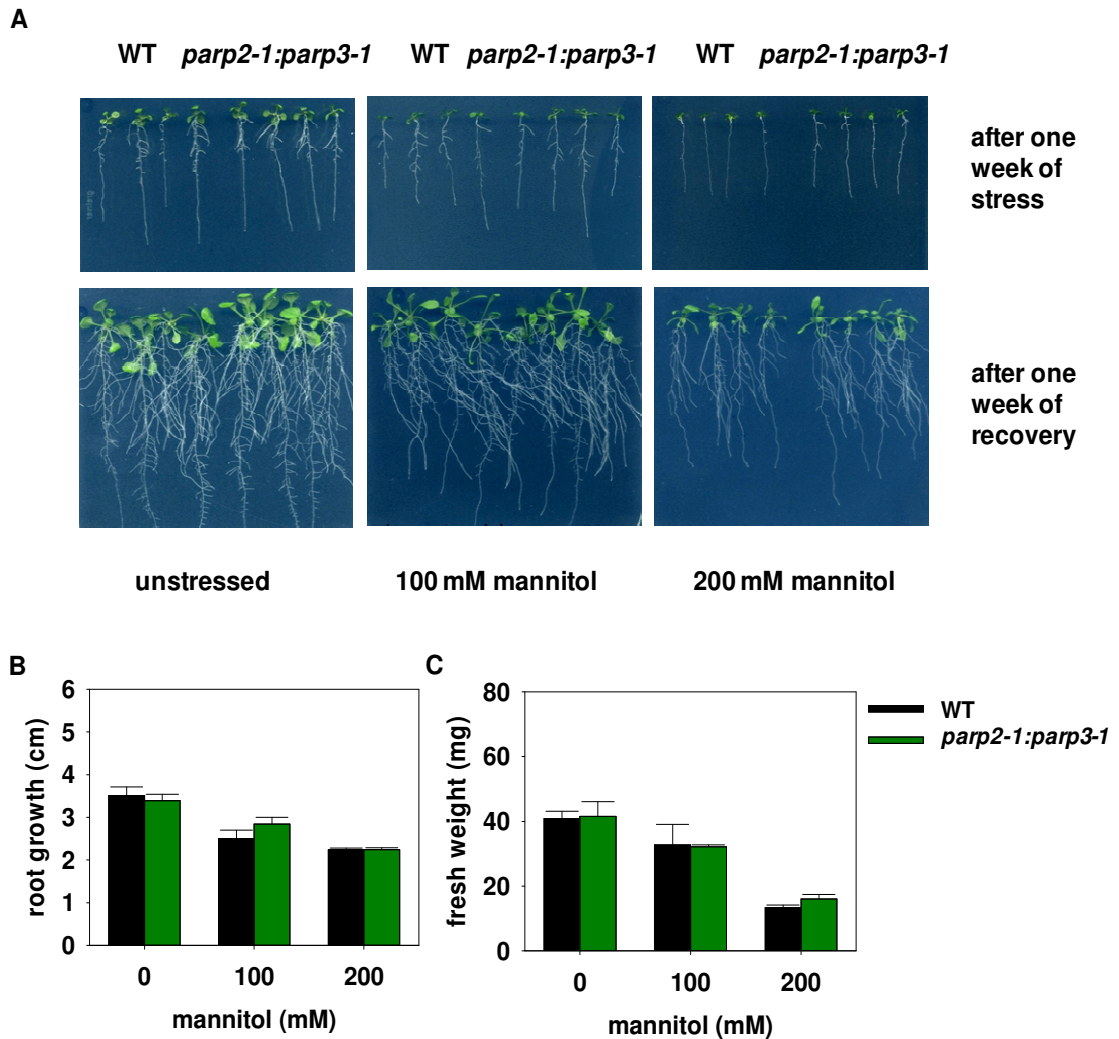 A
WT parp2-1:parp3-1 WT parp2-1:parp3-1 WT parp2-1:parp3-1
after one
week of
stress
after one
week of
recovery
unstressed 100 mM mannitol 200 mM mannitol
B
6
5
4
3
2
1
0
root growth (cm)
0 100 200
mannitol (mM)
C
80
60
40
20
0
fresh weight (mg)
0 100 200
mannitol (mM)
WT
parp2-1:parp3-1